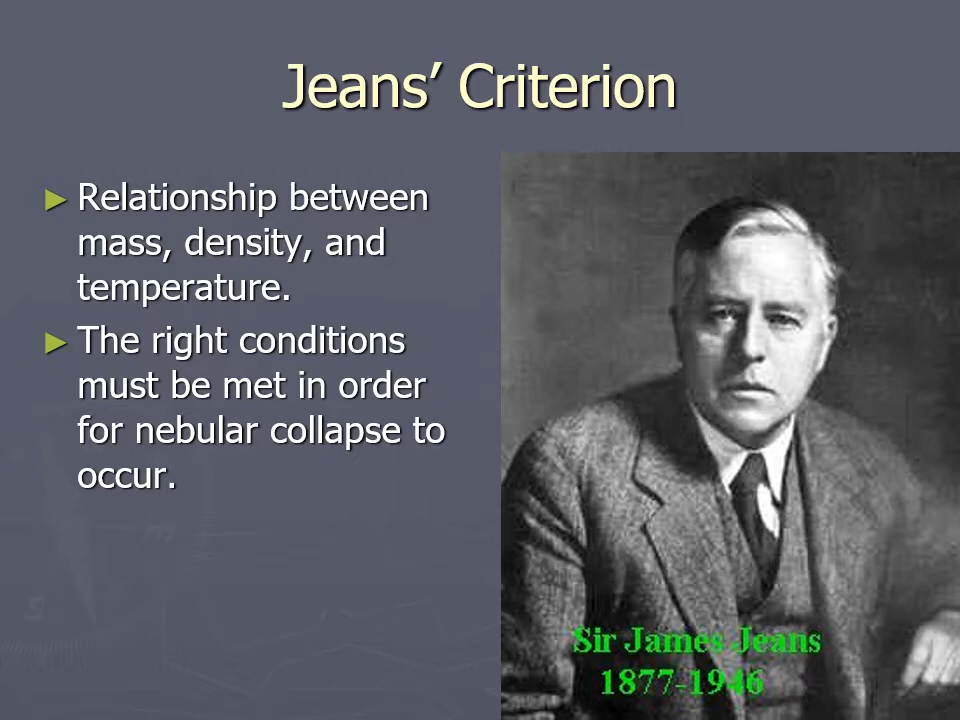 Jeans’ Criterion
► Relationship between
mass, density, and
temperature.
► The right conditions
must be met in order
for nebular collapse to
occur.
Sir James Jeans
1877-1946